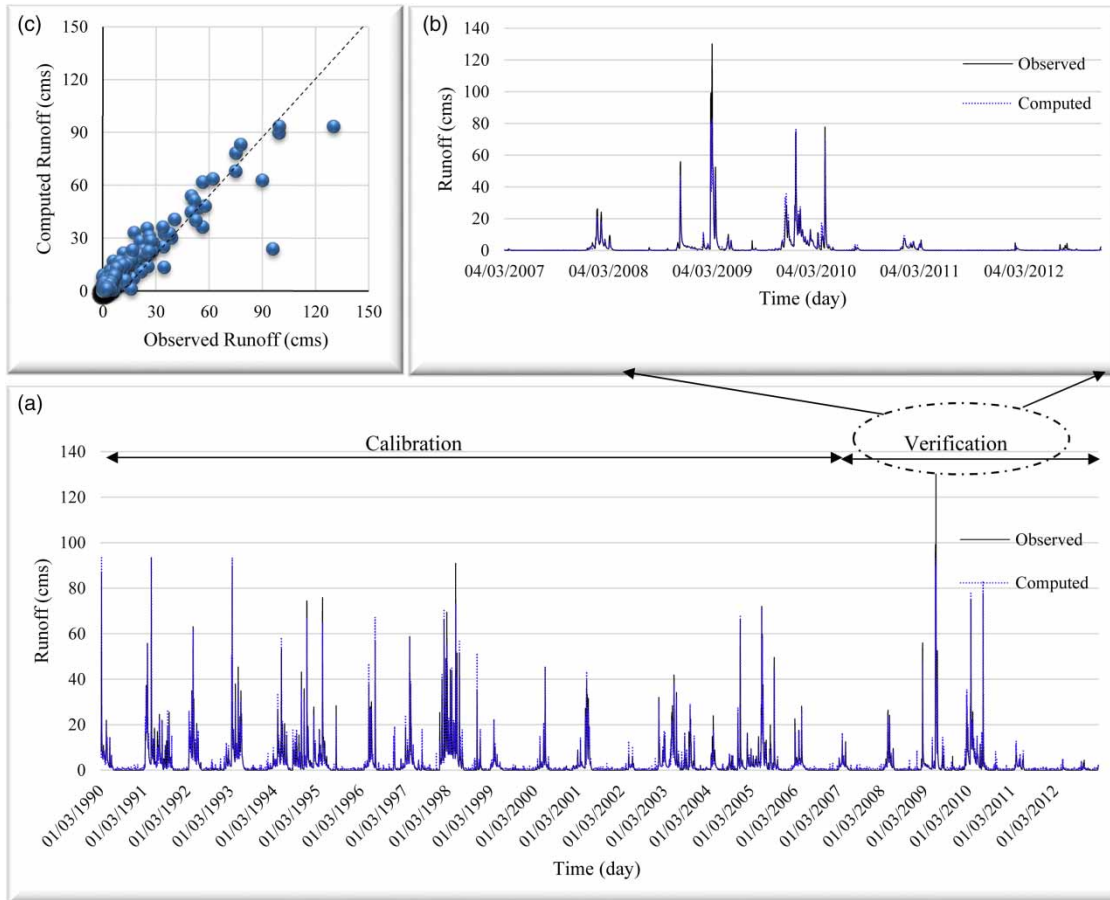 (c)
150
120
90
60
30
0
Computed Runoff (cms)
0 30 60 90 120 150
Observed Runoff (cms)
(b)
140
120
100
80
60
40
20
0
Runoff (cms)
Observed
Computed
04/03/2007 04/03/2008 04/03/2009 04/03/2010 04/03/2011 04/03/2012
Time (day)
(a)
Calibration
Verification
140
120
100
80
60
40
20
0
Runoff (cms)
Observed
Computed
01/03/1990 01/03/1991 01/03/1992 01/03/1993 01/03/1994 01/03/1995 01/03/1996 01/03/1997 01/03/1998 01/03/1999 01/03/2000 01/03/2001 01/03/2002 01/03/2003 01/03/2004 01/03/2005 01/03/2006 01/03/2007 01/03/2008 01/03/2009 01/03/2010 01/03/2011 01/03/2012
Time (day)